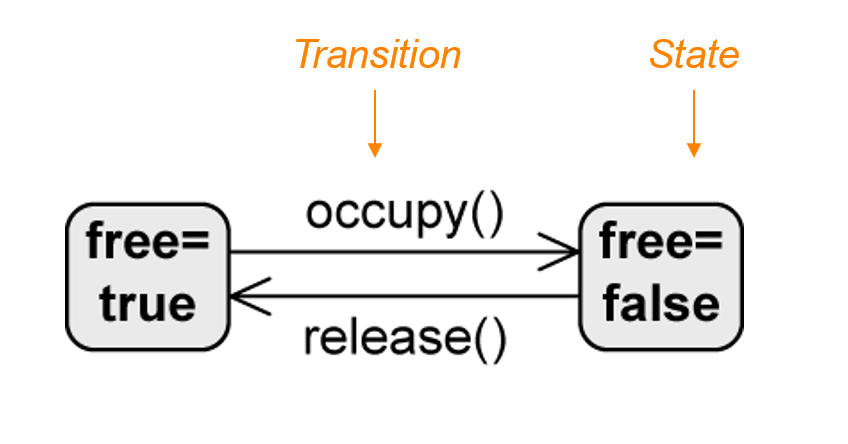 Transition
State
occupy()
free=
true
free=
false
release()